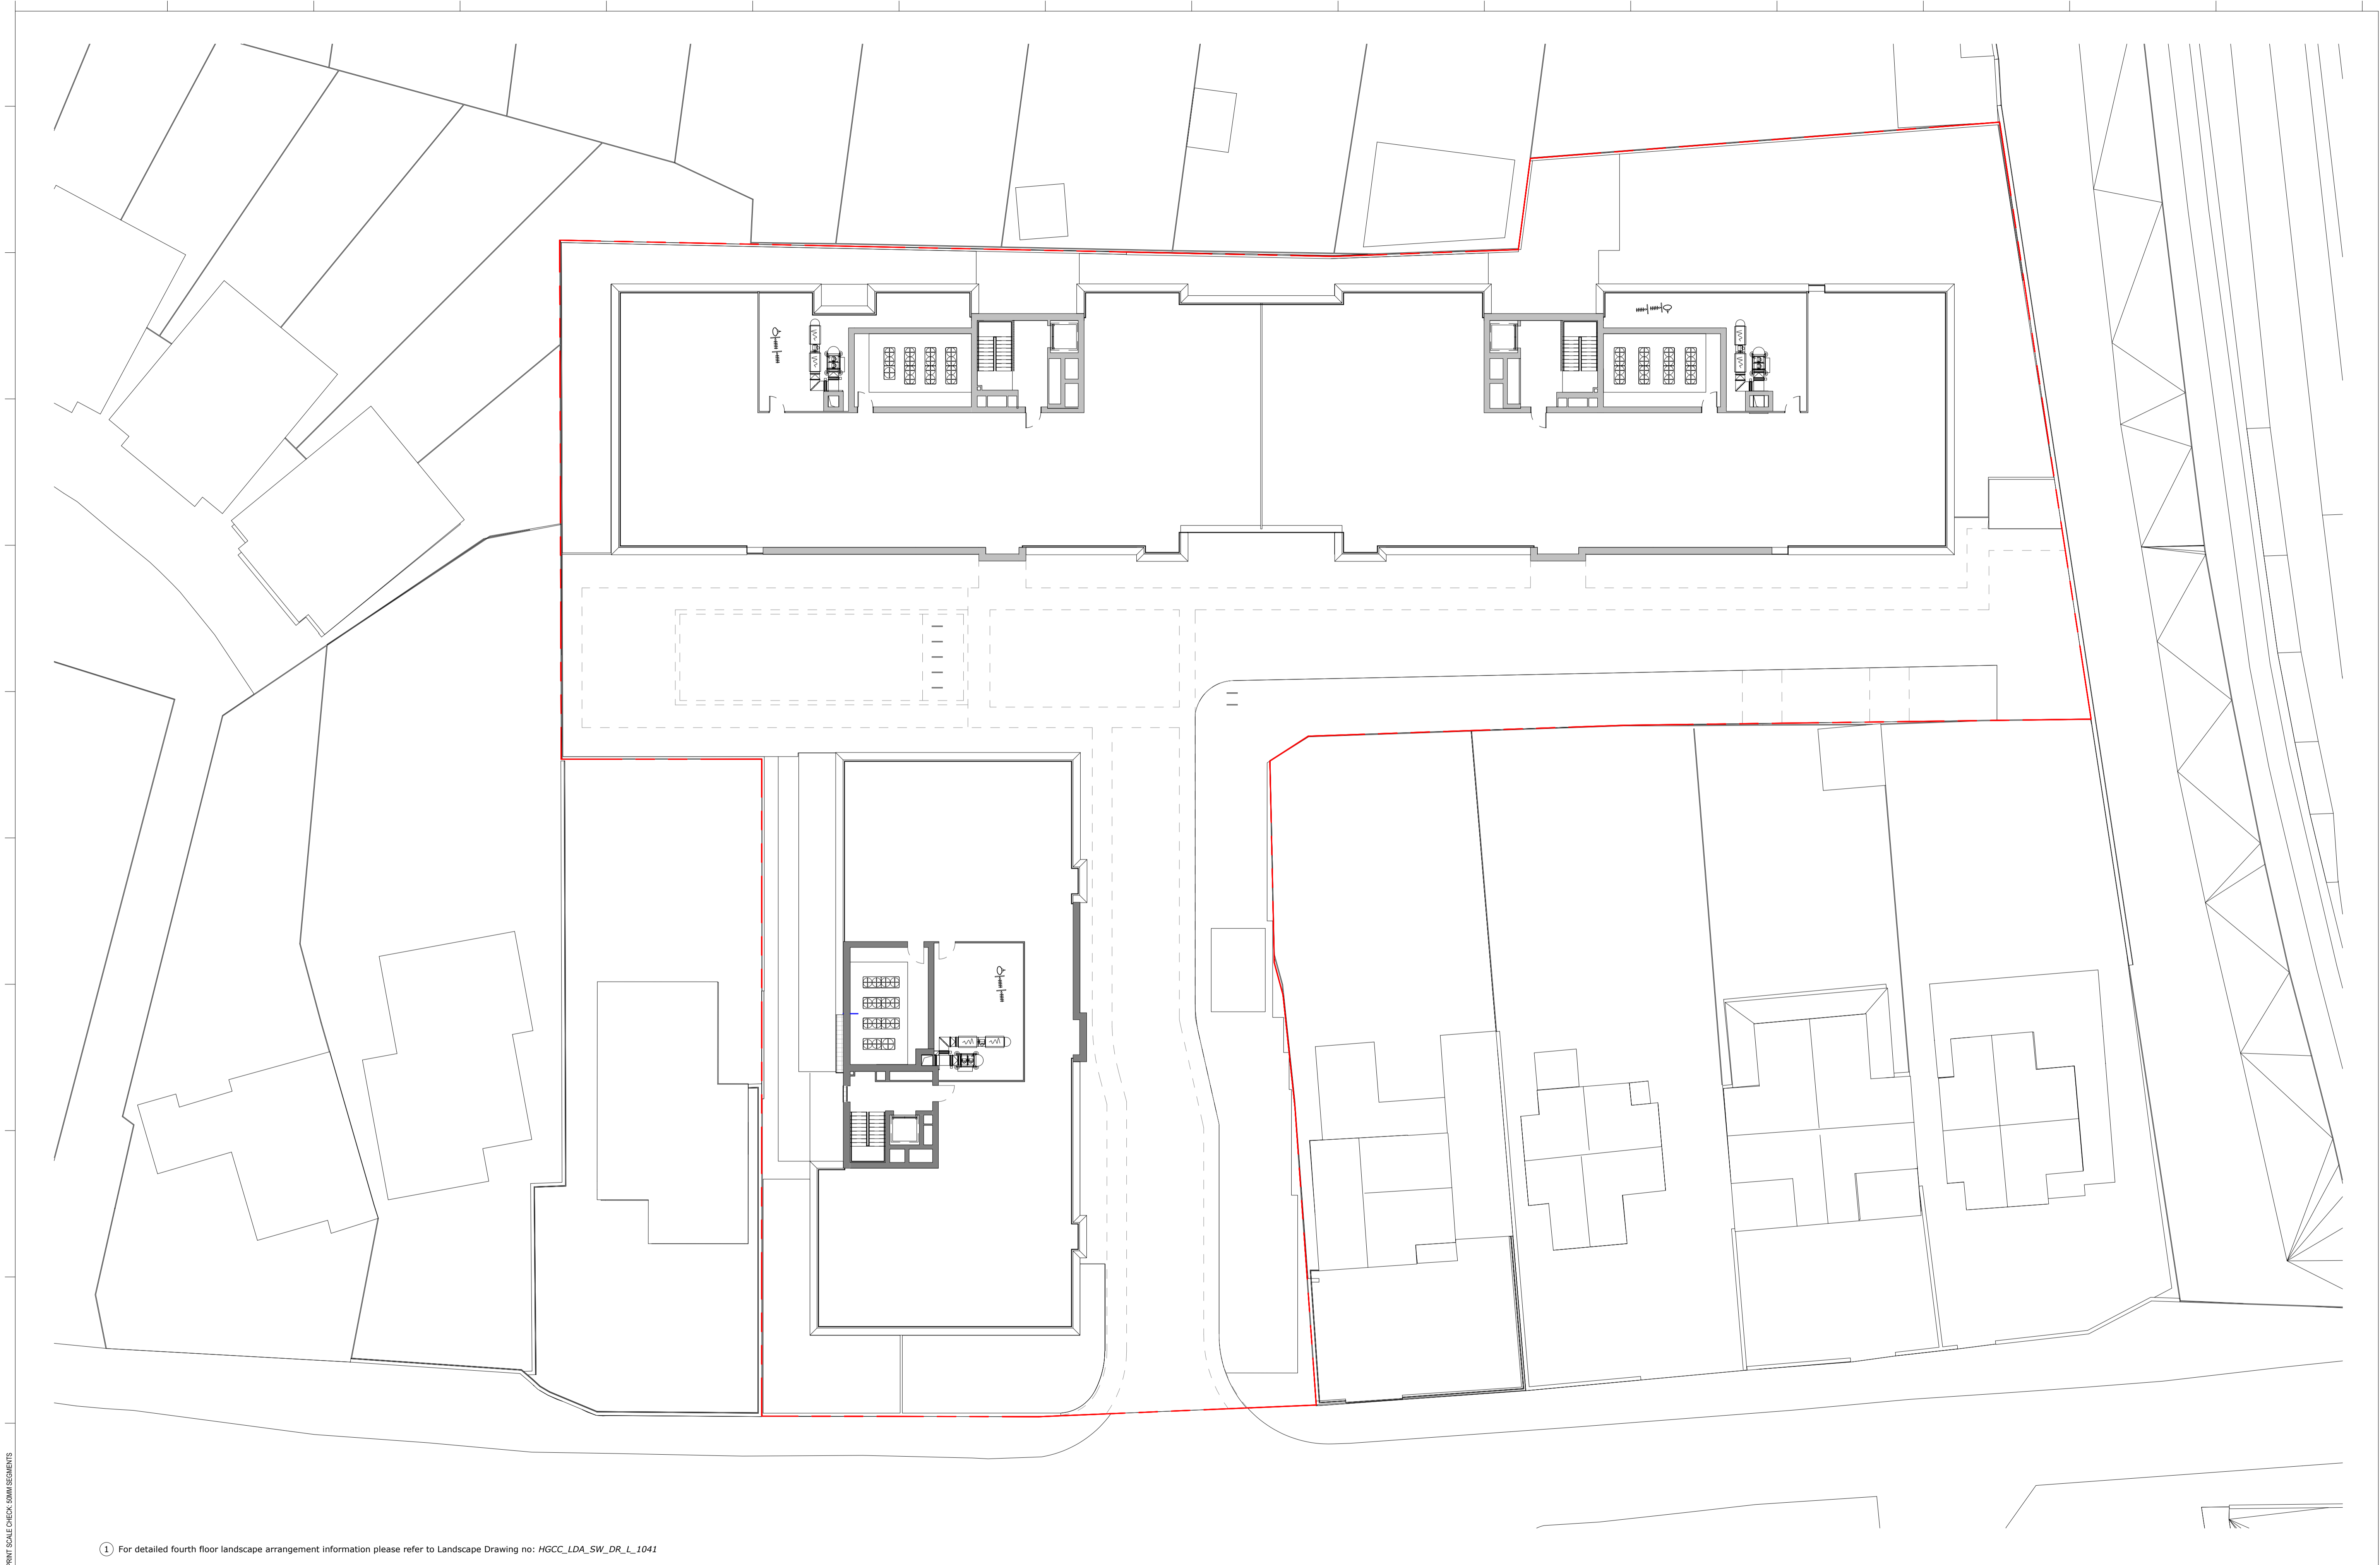 PRINT SCALE CHECK: 50MM SEGMENTS
1 For detailed fourth floor landscape arrangement information please refer to Landscape Drawing no: HGCC_LDA_SW_DR_L_1041